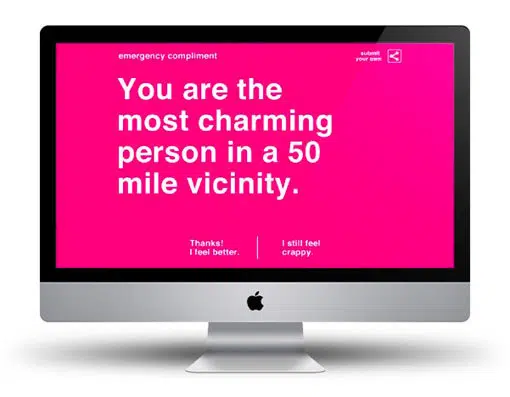 emergency compliment
submit
your own
You are the
most charming
person in a 50
mile vicinity.
Thanks!
I feel better.
I still feel
crappy.